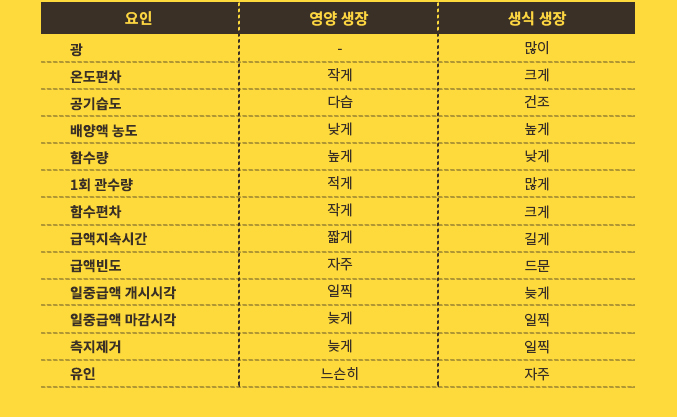 요인 영양 생장 생식 생장
광 - 많이
온도편차 작게 크게
공기습도 다습 건조
배양액 농도 낮게 높게
함수량 높게 낮게
1회 관수량 적게 많게
함수편차 작게 크게
급액지속시간 짧게 길게
급액빈도 자주 드문
일중급액 개시시각 일찍 늦게
일중급액 마감시각 늦게 일찍
측지제거 늦게 일찍
유인 느슨히 자주